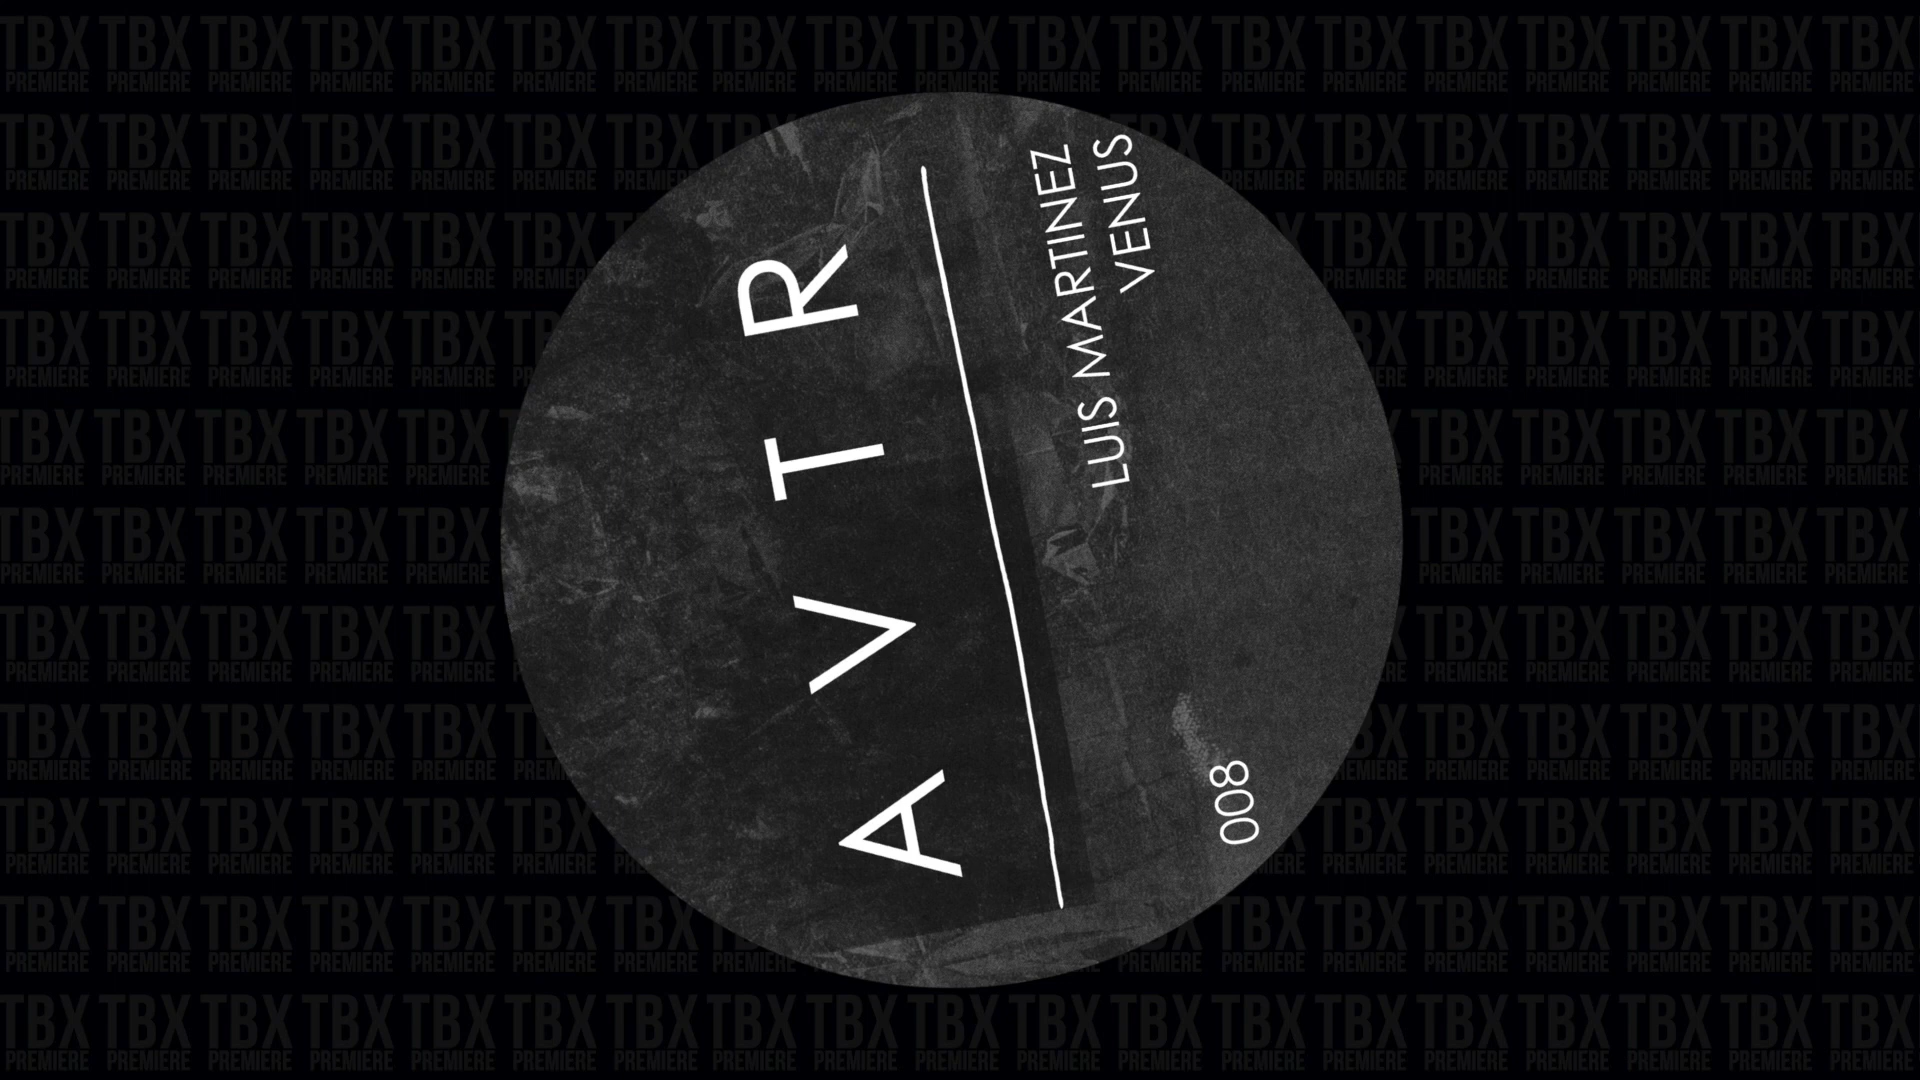 TBX PREMIERE
AVTR
LUIS MARTINEZ
VENUS
008